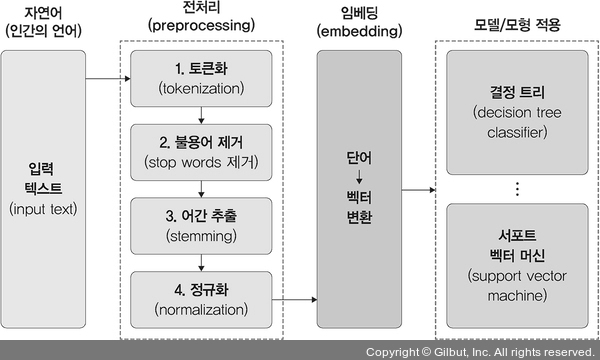 자연어
(인간의 언어)
입력
텍스트
(input text)
전처리
(preprocessing)
1. 토큰화
(tokenization)
2. 불용어 제거
(stop words 제거)
3. 어간 추출
(stemming)
4. 정규화
(normalization)
임베딩
(embedding)
단어
벡터
변환
모델/모형 적용
결정 트리
(decision tree
classifier)
서포트
벡터 머신
(support vector
machine)
Copyright © Gilbut, Inc. All rights reserved.